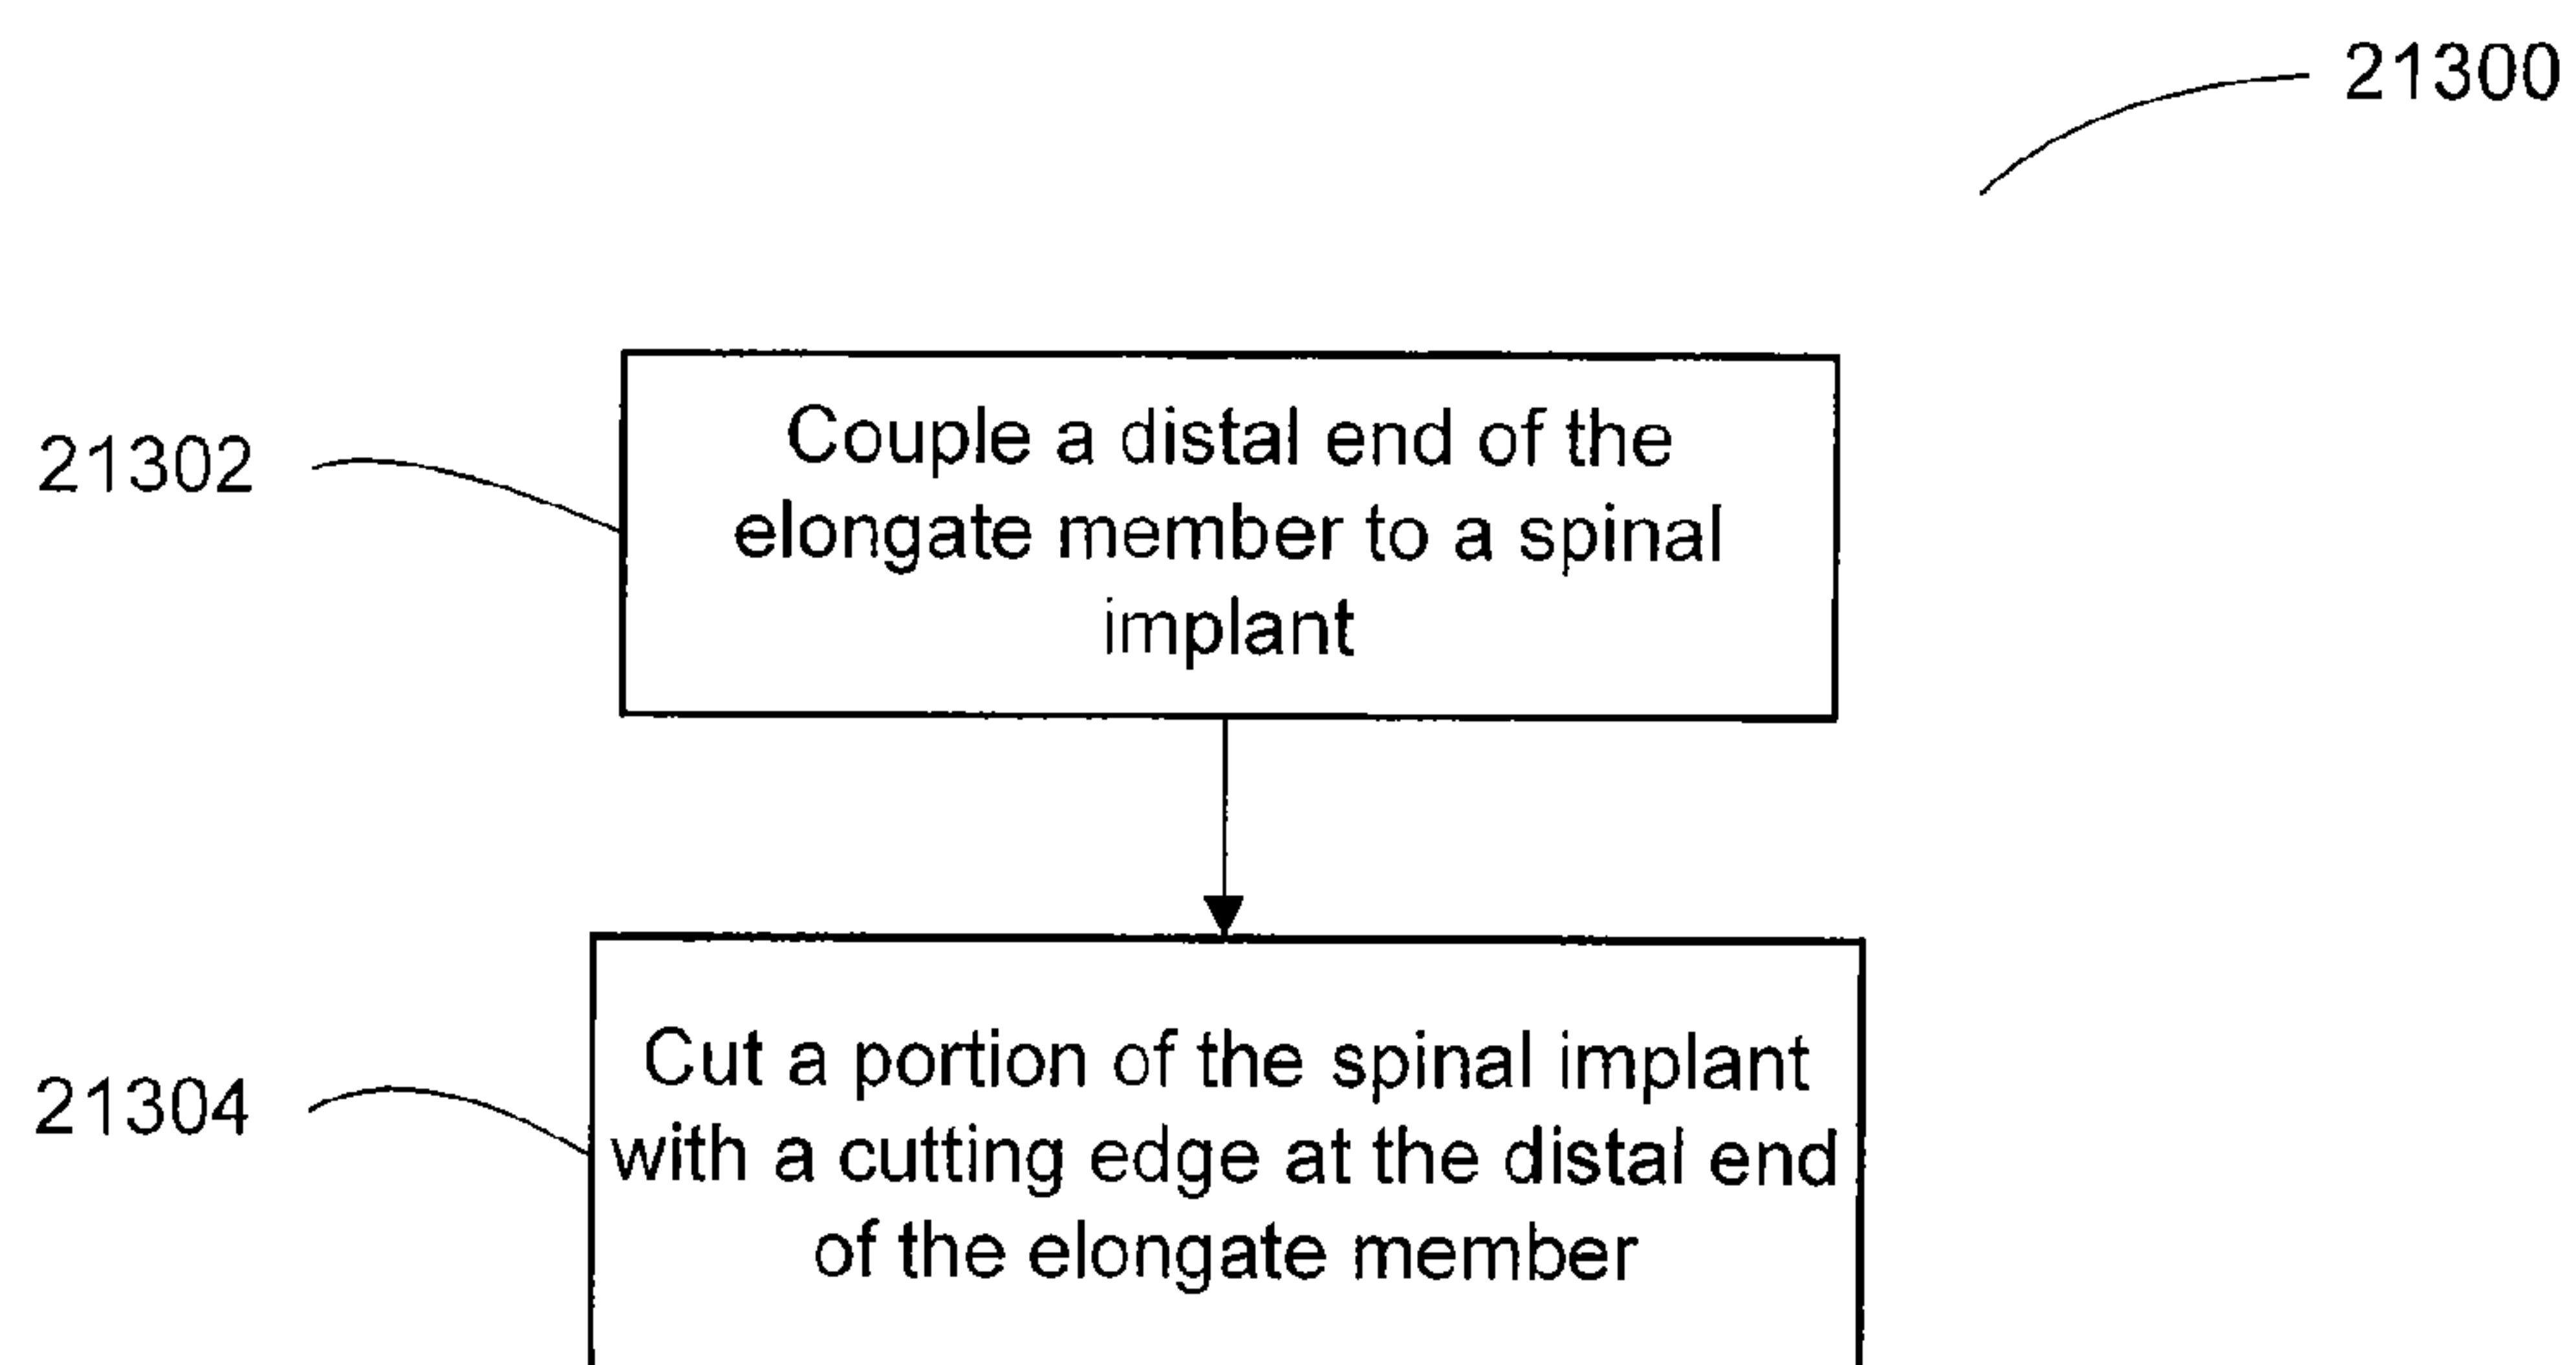 21300
21302
Couple a distal end of the
elongate member to a spinal
implant
21304
Cut a portion of the spinal implant
with a cutting edge at the distal end
of the elongate member